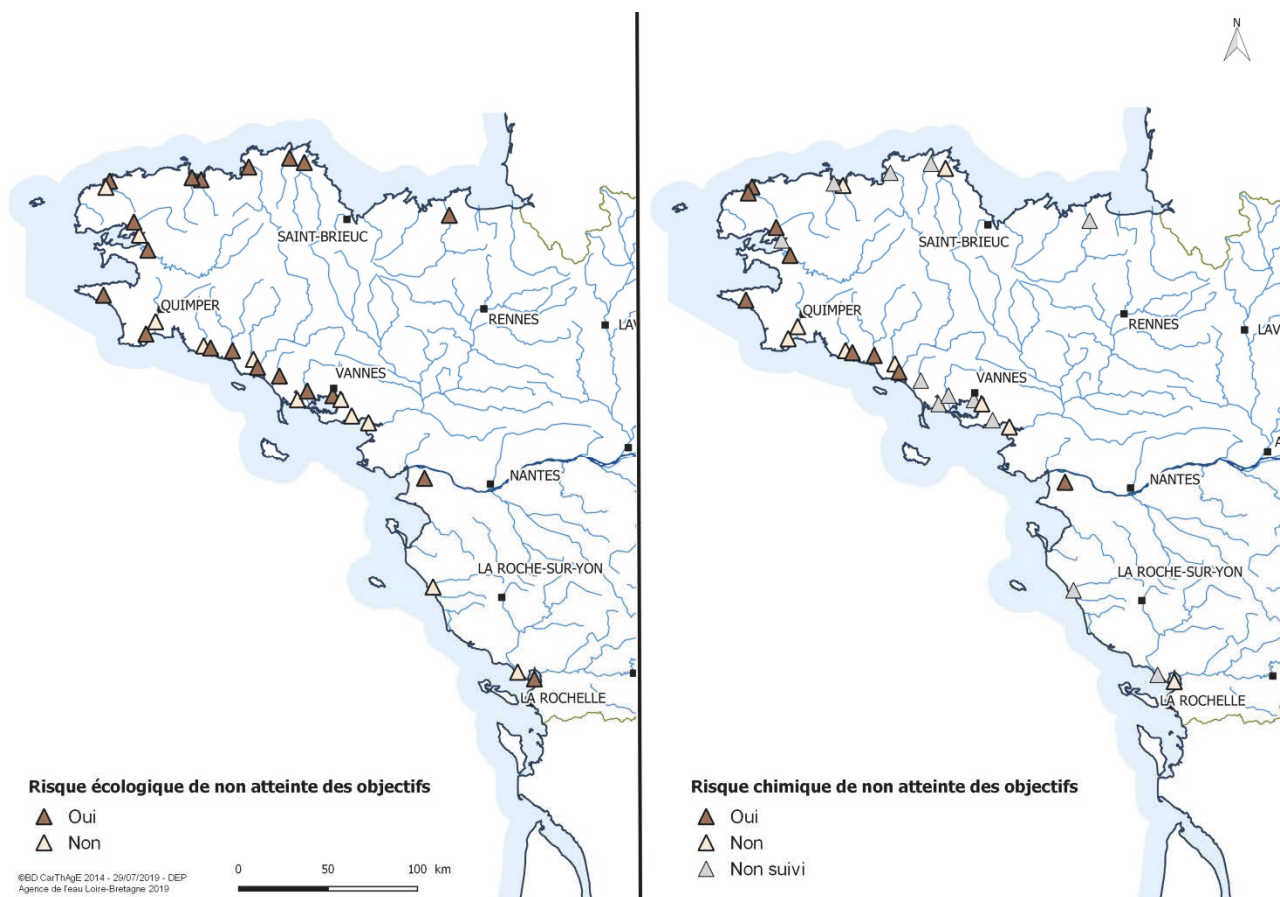 SAINT-BRIEUC
QUIMPER
RENNES
LAV
VANNES
NANTES
LA ROCHE-SUR-YON
LA ROCHELLE
Risque écologique de non atteinte des objectifs
Oui
Non
©BD CarThAgE 2014 - 29/07/2019 - DEP
Agence de l'eau Loire-Bretagne 2019
0 50 100 km
N
SAINT-BRIEUC
QUIMPER
RENNES
LAV
VANNES
A
NANTES
LA ROCHE-SUR-YON
LA ROCHELLE
Risque chimique de non atteinte des objectifs
Oui
Non
Non suivi